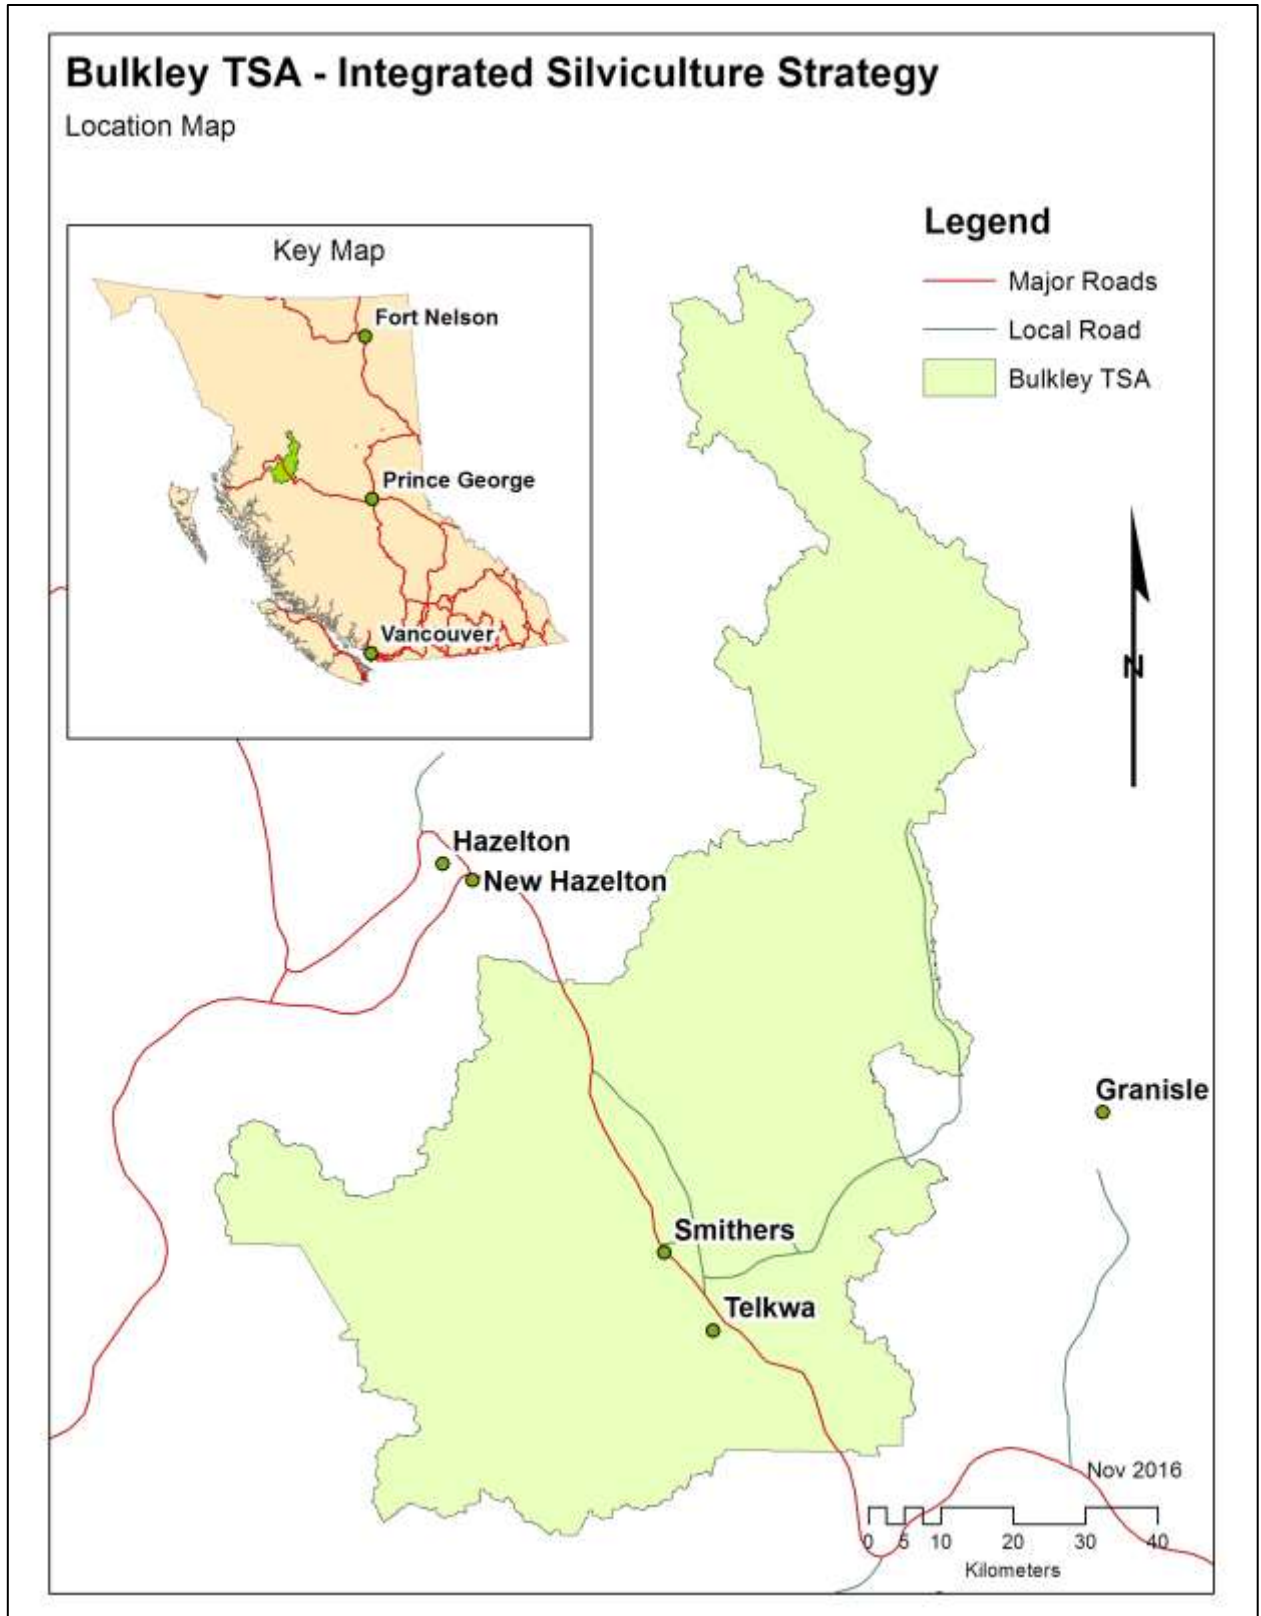 Bulkley TSA - Integrated Silviculture Strategy
Location Map
Legend
Major Roads
Local Road
Bulkley TSA
Key Map
Fort Nelson
Prince George
Vancouver
N
Hazelton
New Hazelton
Granisle
Smithers
Telkwa
Nov 2016
0 5 10 20 30 40
Kilometers